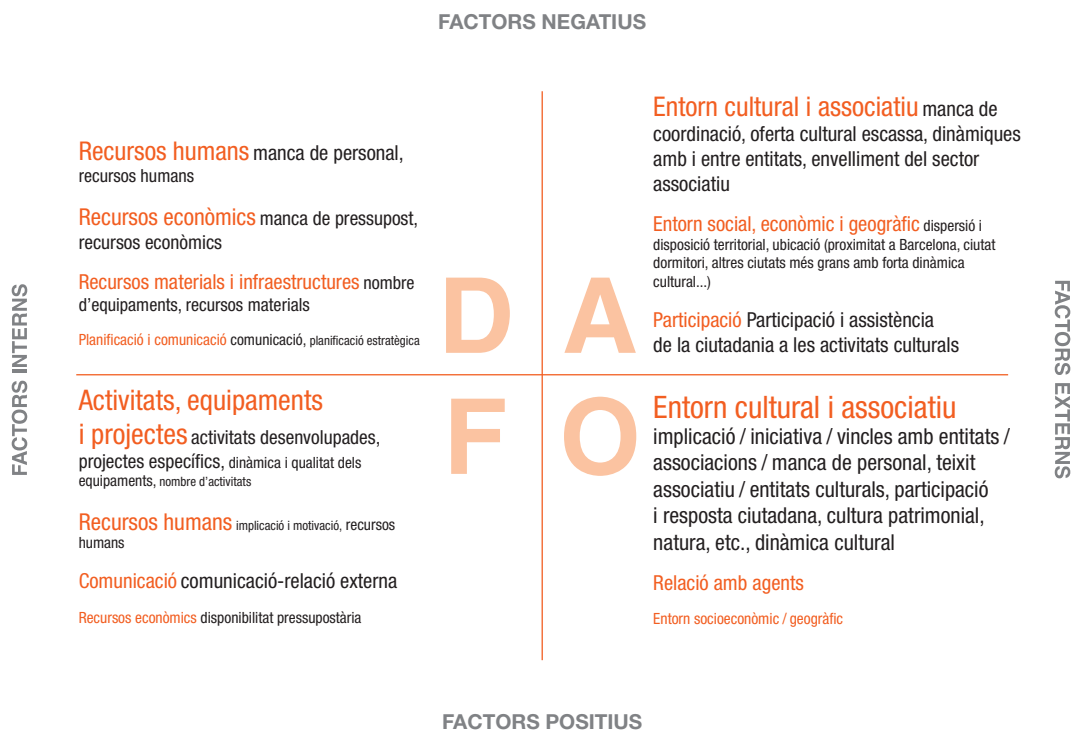 FACTORS NEGATIUS
FACTORS INTERNS
Recursos humans manca de personal,
recursos humans
Recursos econòmics manca de pressupost,
recursos econòmics
Recursos materials i infraestructures nombre
d’equipaments, recursos materials
Planificació i comunicació comunicació, planificació estratègica
D
A
Entorn cultural i associatiu manca de
coordinació, oferta cultural escassa, dinàmiques
amb i entre entitats, envelliment del sector
associatiu
Entorn social, econòmic i geogràfic dispersió i
disposició territorial, ubicació (proximitat a Barcelona, ciutat
dormitori, altres ciutats més grans amb forta dinàmica
cultural...)
Participació Participació i assistència
de la ciutadania a les activitats culturals
FACTORS EXTERNS
Activitats, equipaments
i projectes activitats desenvolupades,
projectes específics, dinàmica i qualitat dels
equipaments, nombre d’activitats
Recursos humans implicació i motivació, recursos
humans
Comunicació comunicació-relació externa
Recursos econòmics disponibilitat pressupostària
F
O
Entorn cultural i associatiu
implicació / iniciativa / vincles amb entitats /
associacions / manca de personal, teixit
associatiu / entitats culturals, participació
i resposta ciutadana, cultura patrimonial,
natura, etc., dinàmica cultural
Relació amb agents
Entorn socioeconòmic / geogràfic
FACTORS POSITIUS